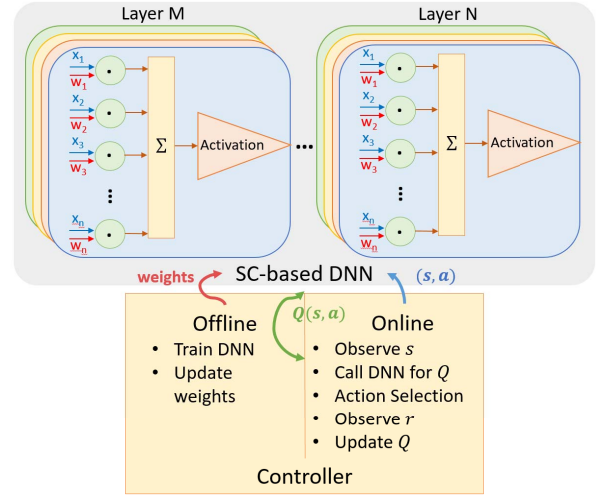 Layer M
Layer N
x1
w1
x2
w2
x3
w3
xn
wn
Σ
Activation
x1
w1
x2
w2
x3
w3
xn
wn
Σ
Activation
SC-based DNN
weights
(s, a)
Q(s, a)
Offline
• Train DNN
• Update
weights
Online
• Observe s
• Call DNN for Q
• Action Selection
• Observe r
• Update Q
Controller